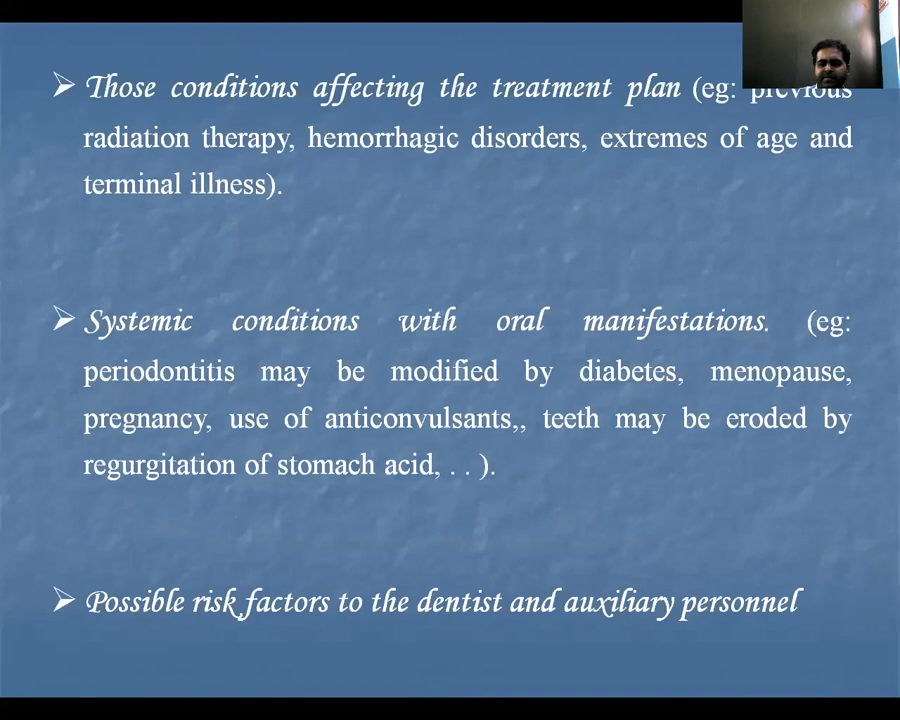 ➢ Those conditions affecting the treatment plan (eg: previous
radiation therapy, hemorrhagic disorders, extremes of age and
terminal illness).
➢ Systemic conditions with oral manifestations. (eg:
periodontitis may be modified by diabetes, menopause,
pregnancy, use of anticonvulsants,, teeth may be eroded by
regurgitation of stomach acid, . . ).
➢ Possible risk factors to the dentist and auxiliary personnel